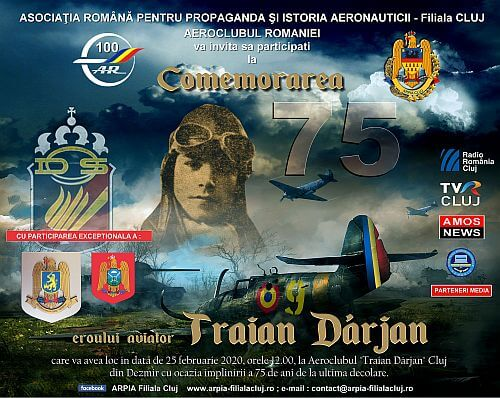 ASOCIAŢIA ROMÂNĂ PENTRU PROPAGANDA ŞI ISTORIA AERONAUTICII - Filiala CLUJ
AEROCLUBUL ROMANIEI
va invita sa participati
la
100
AR
Comemorarea
75
IOSS
Radio
România
Cluj
TVR
CLUJ
AMOS
NEWS
CU PARTICIPAREA EXCEPTIONALA A :
PARTENERI MEDIA
eroului aviator Traian Dârjan
care va avea loc in data de 25 februarie 2020, orele 12.00, la Aeroclubul "Traian Dârjan" Cluj
din Dezmir cu ocazia implinirii a 75 de ani de la ultima decolare.
facebook ARPIA Filiala Cluj www.arpia-filialacluj.ro ; e-mail : contact@arpia-filialacluj.ro